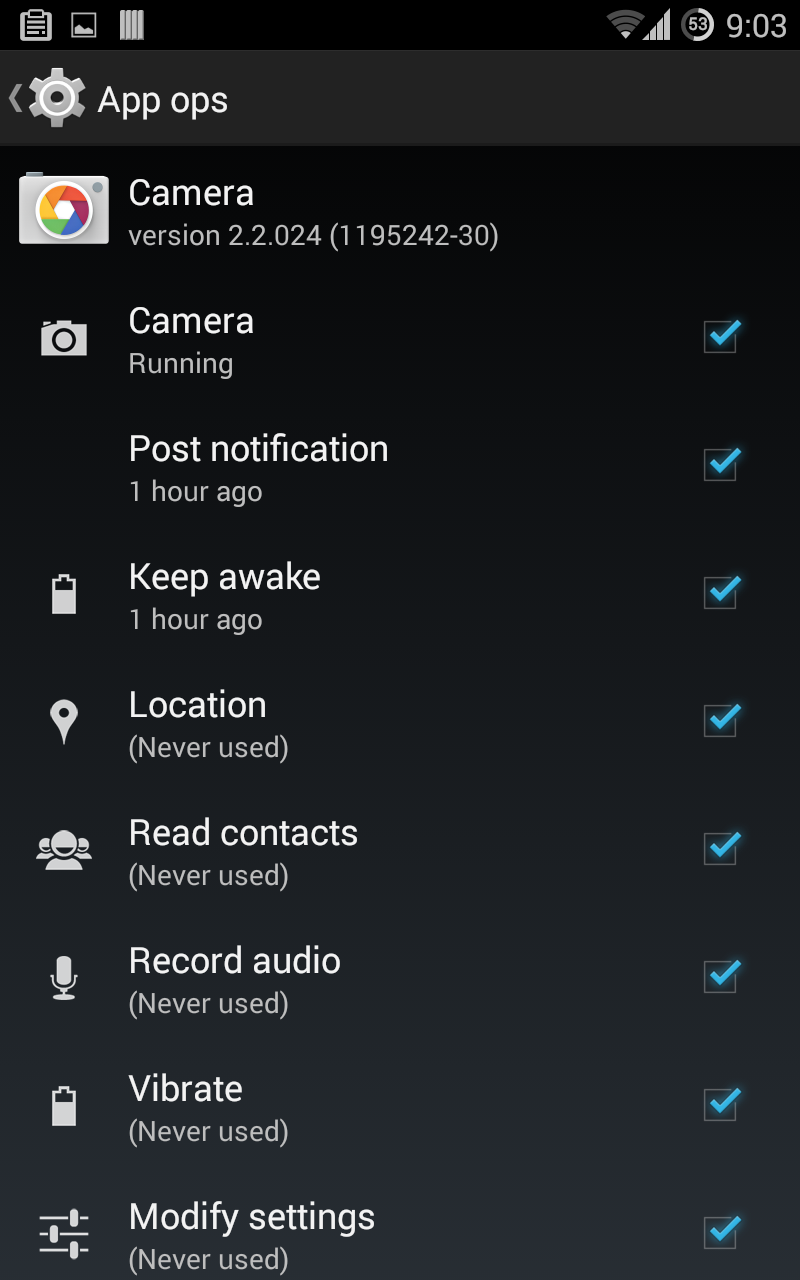 53 9:03
App ops
Camera
version 2.2.024 (1195242-30)
Camera
Running
Post notification
1 hour ago
Keep awake
1 hour ago
Location
(Never used)
Read contacts
(Never used)
Record audio
(Never used)
Vibrate
(Never used)
Modify settings
(Never used)